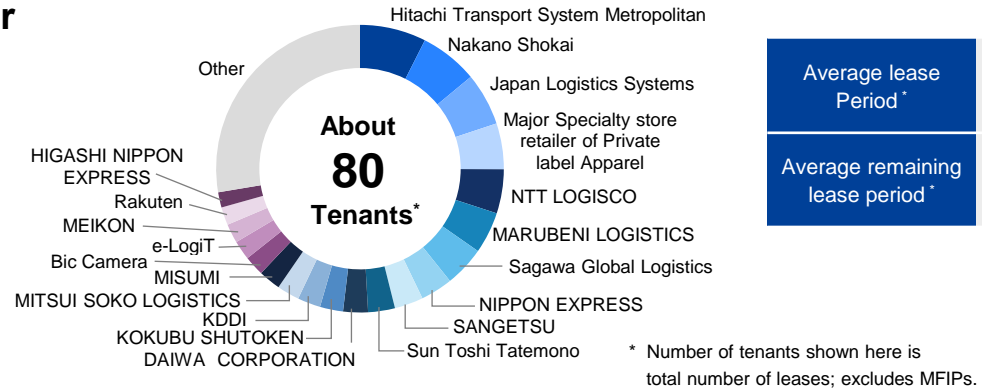 r
Hitachi Transport System Metropolitan
Nakano Shokai
Japan Logistics Systems
Major Specialty store
retailer of Private
label Apparel
NTT LOGISCO
MARUBENI LOGISTICS
Sagawa Global Logistics
NIPPON EXPRESS
SANGETSU
Sun Toshi Tatemono
DAIWA CORPORATION
KOKUBU SHUTOKEN
KDDI
MITSUI SOKO LOGISTICS
MISUMI
Bic Camera
e-LogiT
MEIKON
Rakuten
HIGASHI NIPPON
EXPRESS
Other
About
80
Tenants*
Average lease
Period *
Average remaining
lease period *
* Number of tenants shown here is
total number of leases; excludes MFIPs.